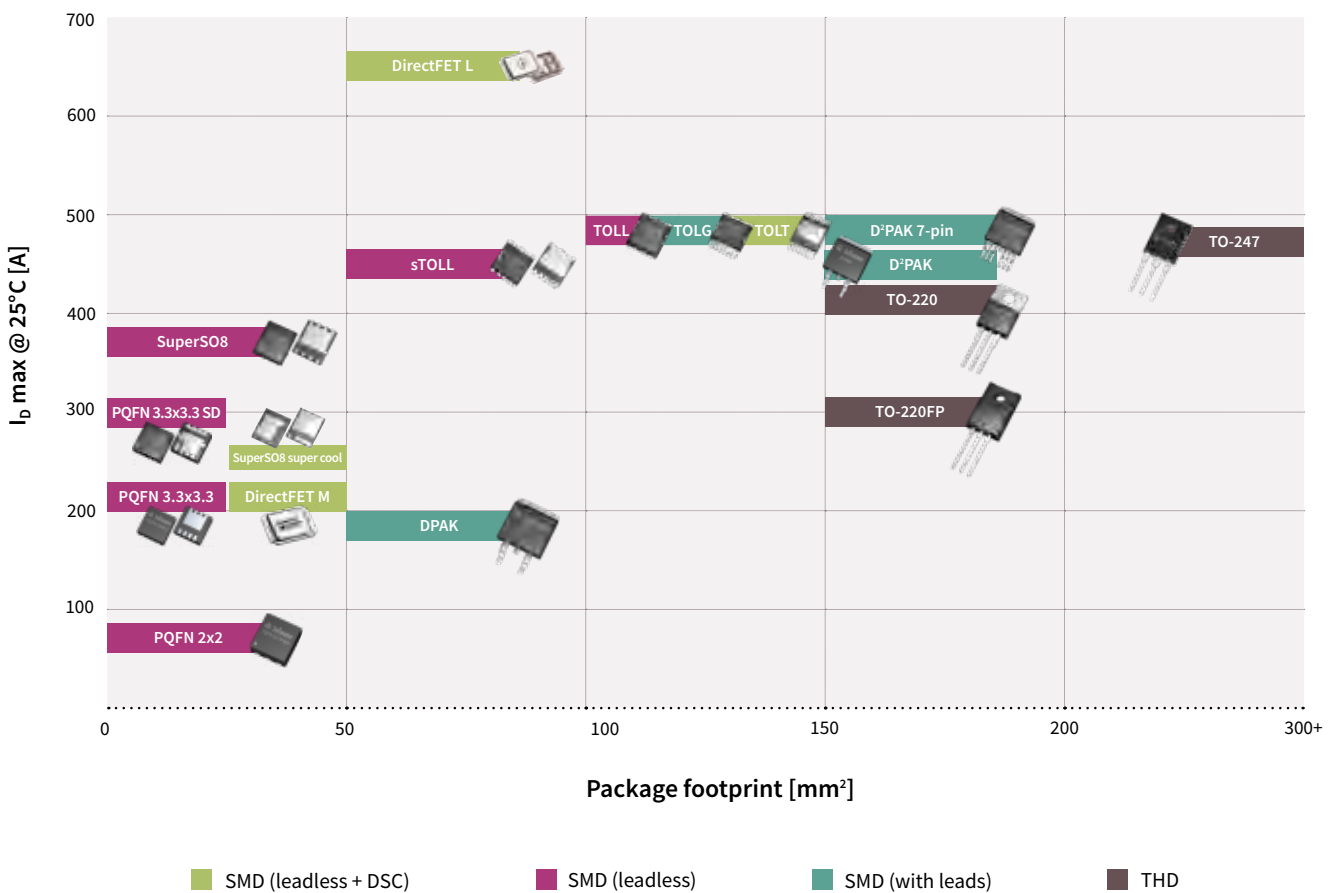 700
DirectFET L
600
500
TOLL
TOLG
TOLT
D²PAK 7-pin
TO-247
sTOLL
D²PAK
TO-220
400
SuperSO8
PQFN 3.3x3.3 SD
300
TO-220FP
SuperSO8 super cool
PQFN 3.3x3.3
DirectFET M
200
DPAK
100
PQFN 2x2
I_D max @ 25°C [A]
0 50 100 150 200 300+
Package footprint [mm²]
SMD (leadless + DSC) SMD (leadless) SMD (with leads) THD